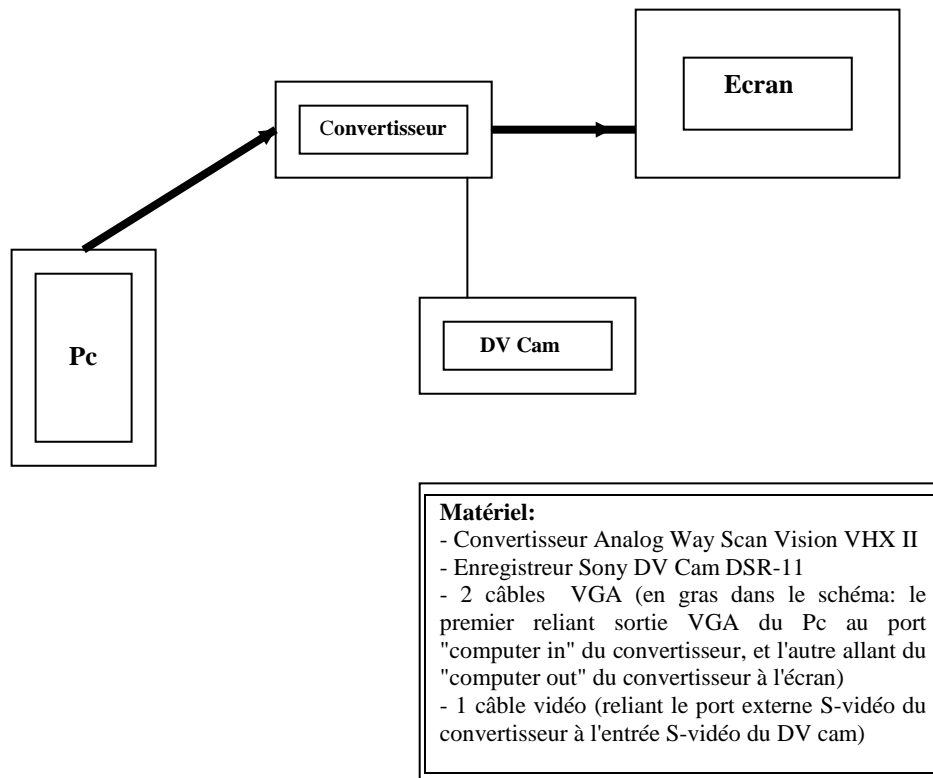 Ecran
Convertisseur
Pc
DV Cam
Matériel:
- Convertisseur Analog Way Scan Vision VHX II
- Enregistreur Sony DV Cam DSR-11
- 2 câbles VGA (en gras dans le schéma: le
premier reliant sortie VGA du Pc au port
"computer in" du convertisseur, et l'autre allant du
"computer out" du convertisseur à l'écran)
- 1 câble vidéo (reliant le port externe S-vidéo du
convertisseur à l'entrée S-vidéo du DV cam)